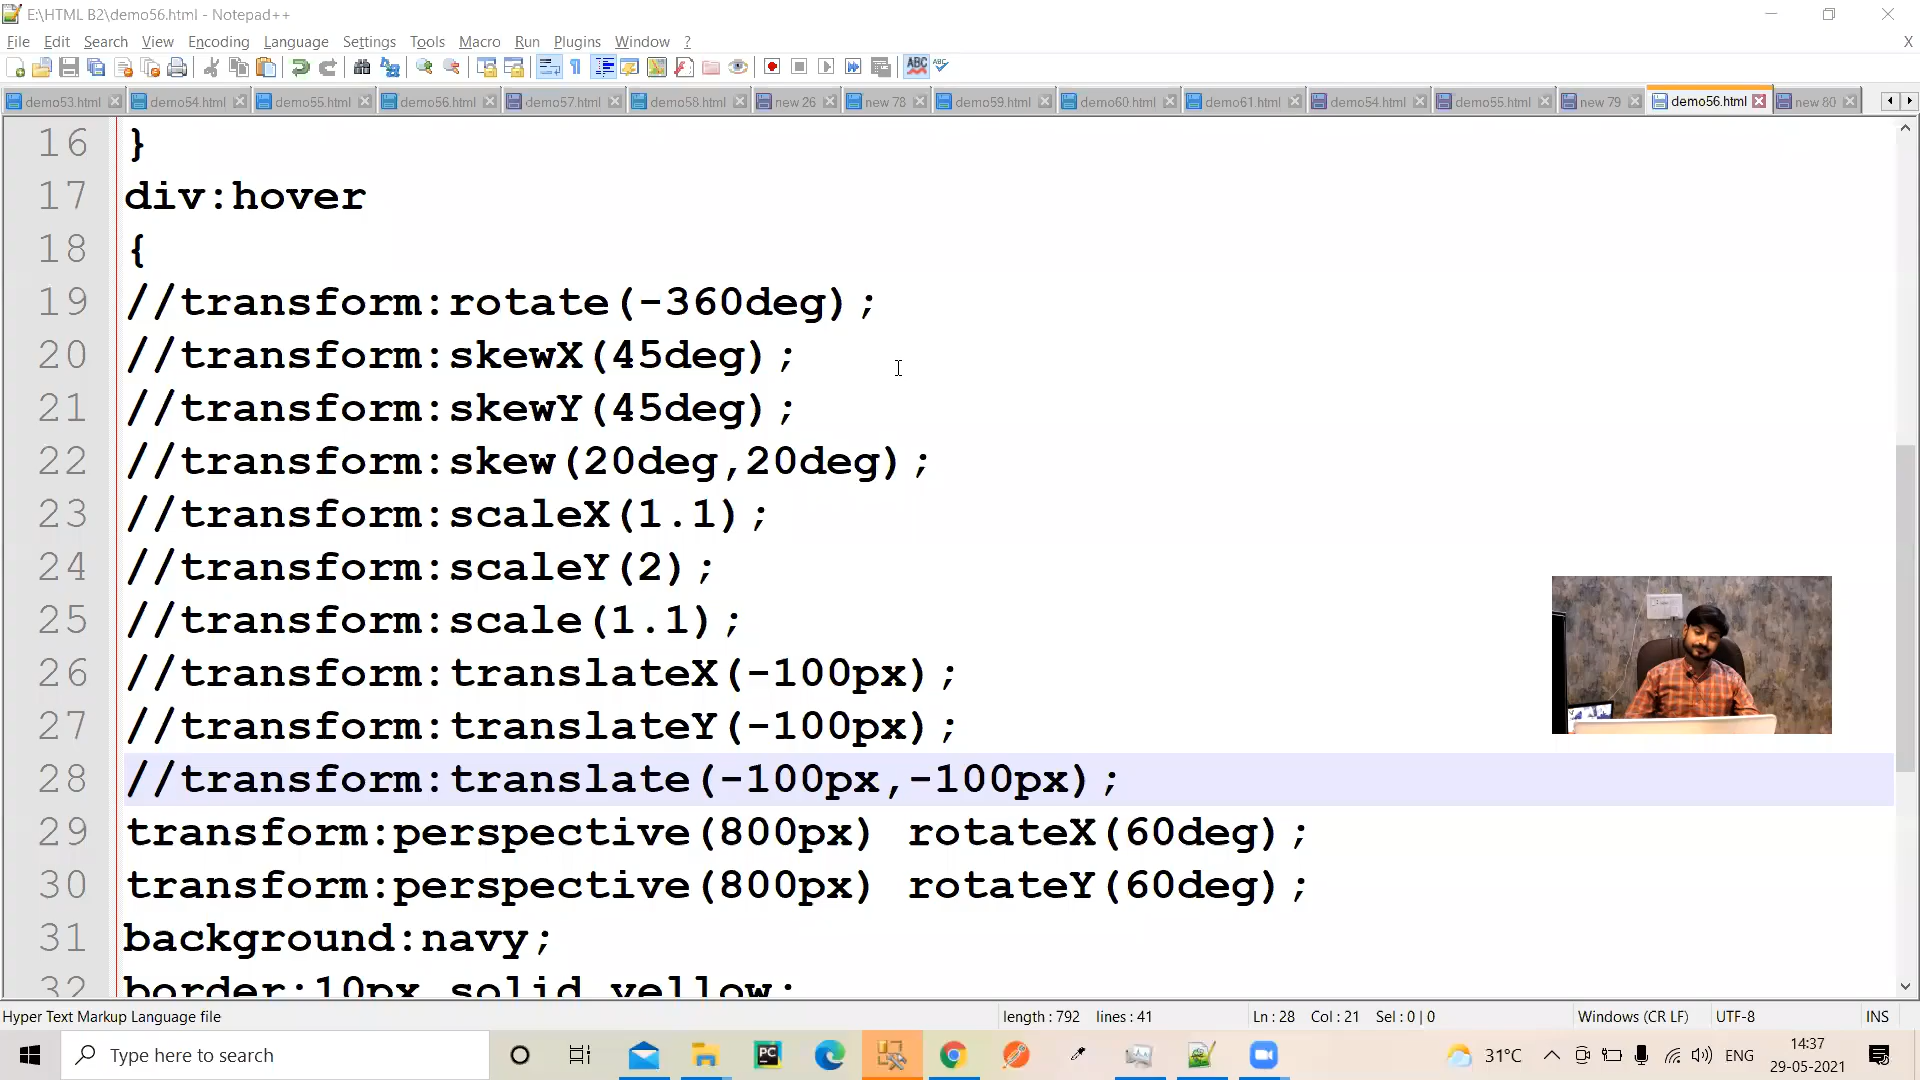 E:\HTML B2\demo56.html - Notepad++
File Edit Search View Encoding Language Settings Tools Macro Run Plugins Window ? X
demo53.html demo54.html demo55.html demo56.html demo57.html demo58.html new 26 new 78 demo59.html demo60.html demo61.html demo54.html demo55.html new 79 demo56.html new 80
16 }
17 div:hover
18 {
19 //transform:rotate(-360deg);
20 //transform:skewX(45deg);
21 //transform:skewY(45deg);
22 //transform:skew(20deg,20deg);
23 //transform:scaleX(1.1);
24 //transform:scaleY(2);
25 //transform:scale(1.1);
26 //transform:translateX(-100px);
27 //transform:translateY(-100px);
28 //transform:translate(-100px,-100px);
29 transform:perspective(800px) rotateX(60deg);
30 transform:perspective(800px) rotateY(60deg);
31 background:navy;
32 border:10px solid yellow;
Hyper Text Markup Language file length : 792 lines : 41 Ln : 28 Col : 21 Sel : 0 | 0 Windows (CR LF) UTF-8 INS
Type here to search 31°C ENG 14:37
29-05-2021